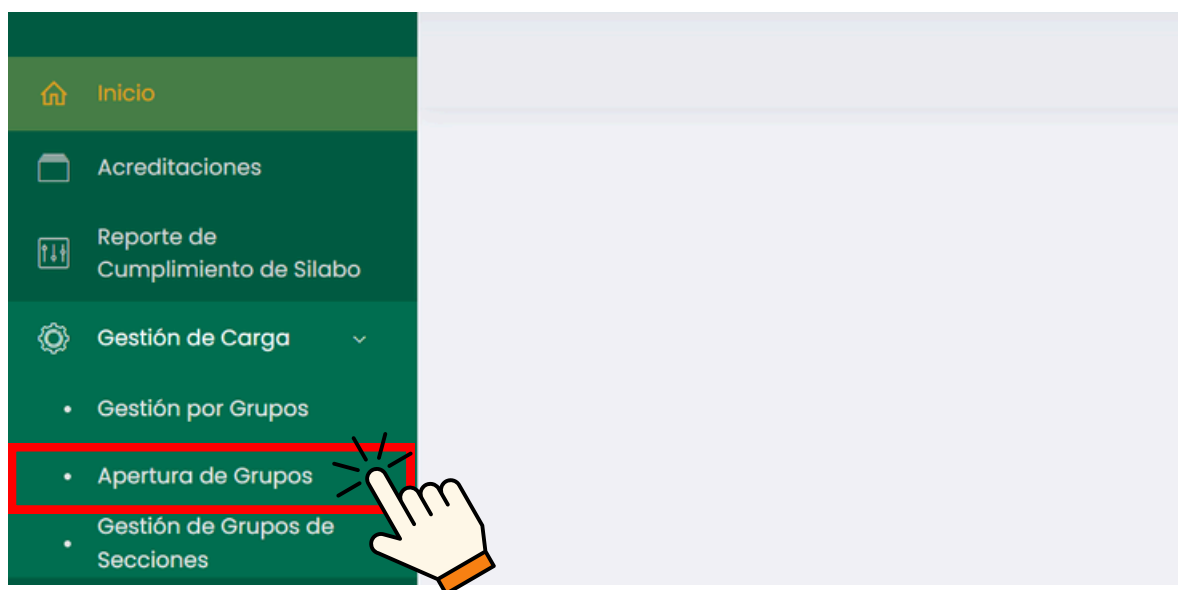 Inicio
Acreditaciones
Reporte de
Cumplimiento de Silabo
Gestión de Carga
Gestión por Grupos
Apertura de Grupos
Gestión de Grupos de
Secciones